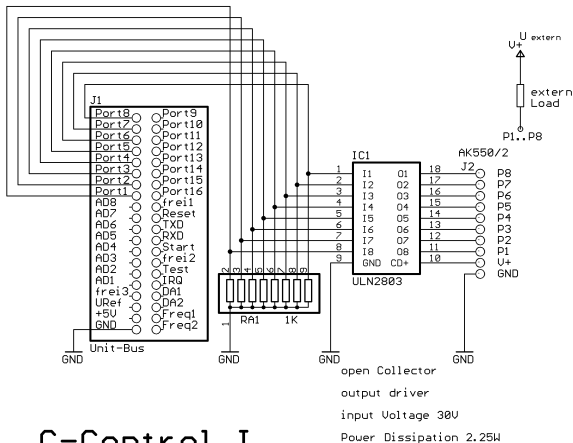 U extern
V+
extern
Load
P1..P8
J1
Port8 Port9
Port7 Port10
Port6 Port11
Port5 Port12
Port4 Port13
Port3 Port14
Port2 Port15
Port1 Port16
AD8 frei1
AD7 Reset
AD6 TXD
AD5 RXD
AD4 Start
AD3 frei2
AD2 Test
AD1 IRQ
frei3 DA1
URef DA2
+5V Freq1
GND Freq2
Unit-Bus
GND
2 3 4 5 6 7 8 9
1 RA1 1K
GND
IC1
AK550/2
J2
1 I1 O1 18 P8
2 I2 O2 17 P7
3 I3 O3 16 P6
4 I4 O4 15 P5
5 I5 O5 14 P4
6 I6 O6 13 P3
7 I7 O7 12 P2
8 I8 O8 11 P1
9 GND CD+ 10 V+
GND
ULN2803
GND
GND
open Collector
output driver
input Voltage 30V
Power Dissipation 2.25W
C-Control I